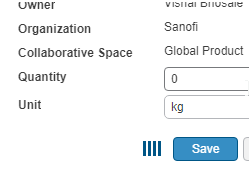 Owner Vishal Bhosale
Organization Sanofi
Collaborative Space Global Product
Quantity 0
Unit kg
Save